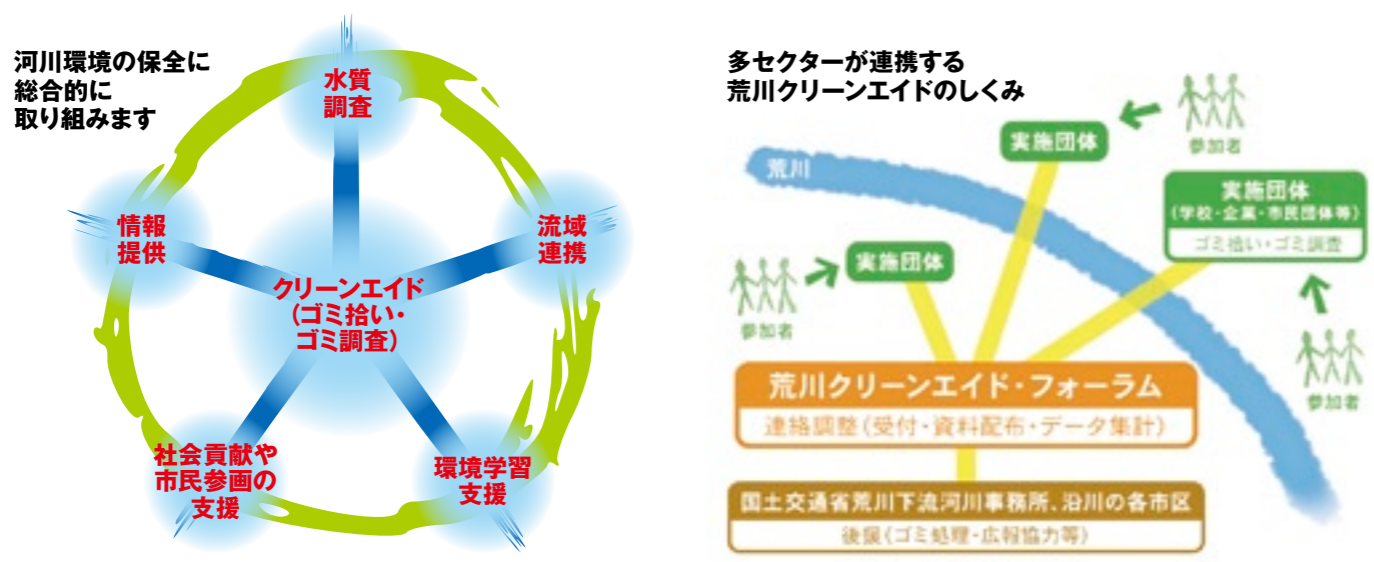 河川環境の保全に
総合的に
取り組みます
水質
調査
情報
提供
流域
連携
クリーンエイド
(ゴミ拾い・
ゴミ調査)
社会貢献や
市民参画の
支援
環境学習
支援
多セクターが連携する
荒川クリーンエイドのしくみ
荒川
実施団体
参加者
実施団体
(学校・企業・市民団体等)
ゴミ拾い・ゴミ調査
実施団体
参加者
参加者
荒川クリーンエイド・フォーラム
連絡調整(受付・資料配布・データ集計)
国土交通省荒川下流河川事務所、沿川の各市区
後援(ゴミ処理・広報協力等)